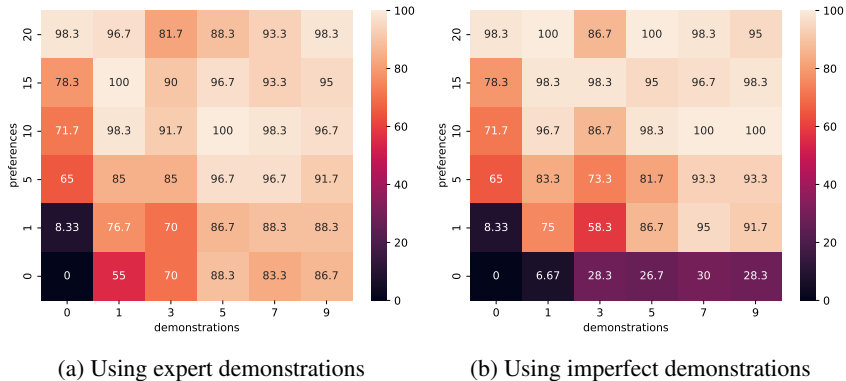 20 98.3 96.7 81.7 88.3 93.3 98.3
15 78.3 100 90 96.7 93.3 95
10 71.7 98.3 91.7 100 98.3 96.7
5 65 85 85 96.7 96.7 91.7
1 8.33 76.7 70 86.7 88.3 88.3
0 0 55 70 88.3 83.3 86.7
0 1 3 5 7 9
preferences
demonstrations
100
80
60
40
20
0
(a) Using expert demonstrations
20 98.3 100 86.7 100 98.3 95
15 78.3 98.3 98.3 95 96.7 98.3
10 71.7 96.7 86.7 98.3 100 100
5 65 83.3 73.3 81.7 93.3 93.3
1 8.33 75 58.3 86.7 95 91.7
0 0 6.67 28.3 26.7 30 28.3
0 1 3 5 7 9
preferences
demonstrations
100
80
60
40
20
0
(b) Using imperfect demonstrations